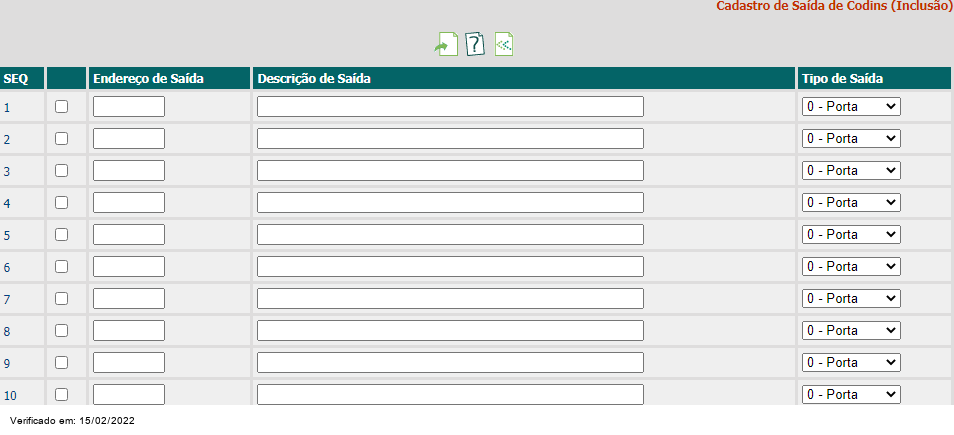 Cadastro de Saída de Codins (Inclusão)
?
SEQ Endereço de Saída Descrição de Saída Tipo de Saída
1 0 - Porta
2 0 - Porta
3 0 - Porta
4 0 - Porta
5 0 - Porta
6 0 - Porta
7 0 - Porta
8 0 - Porta
9 0 - Porta
10 0 - Porta
Verificado em: 15/02/2022